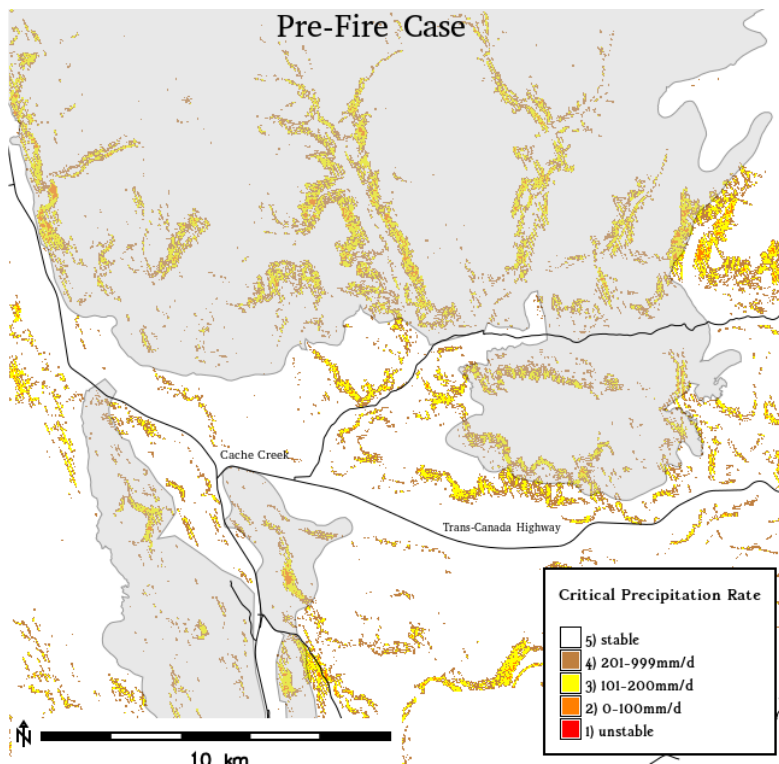 Pre-Fire Case
Cache Creek
Trans-Canada Highway
Critical Precipitation Rate
5) stable
4) 201-999mm/d
3) 101-200mm/d
2) 0-100mm/d
1) unstable
N
10 km